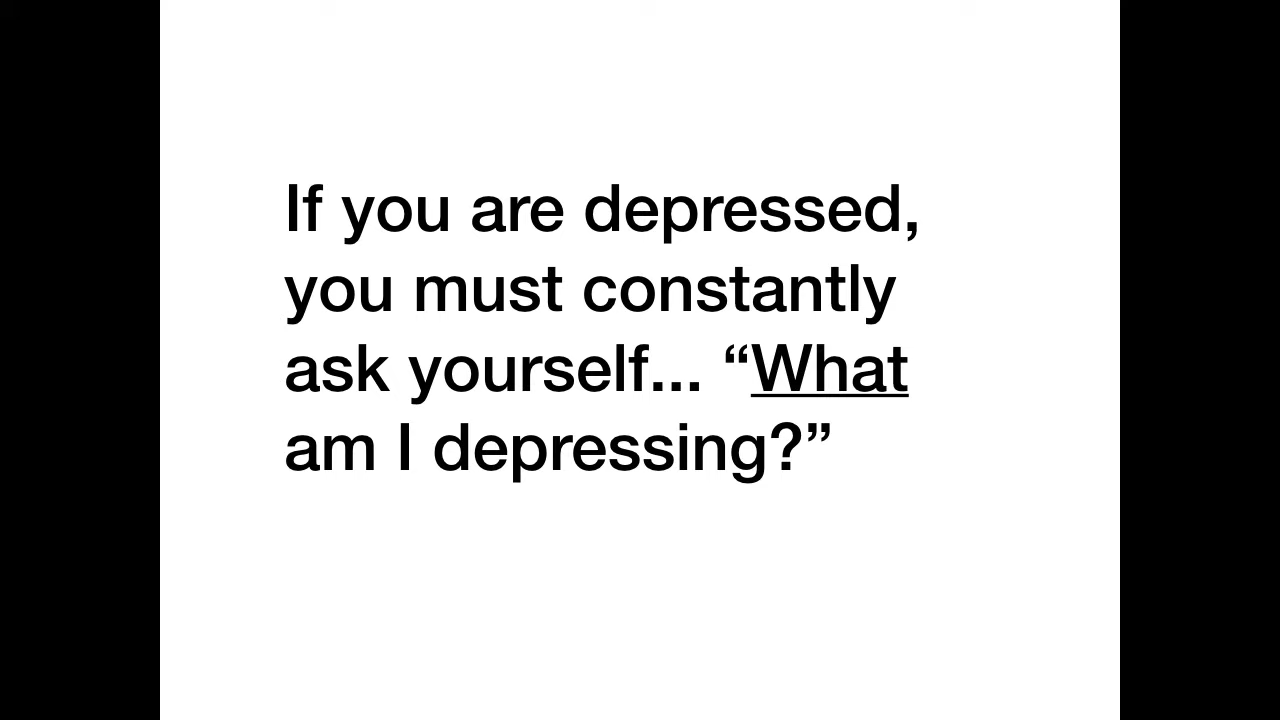 If you are depressed,
you must constantly
ask yourself... “What
am I depressing?”